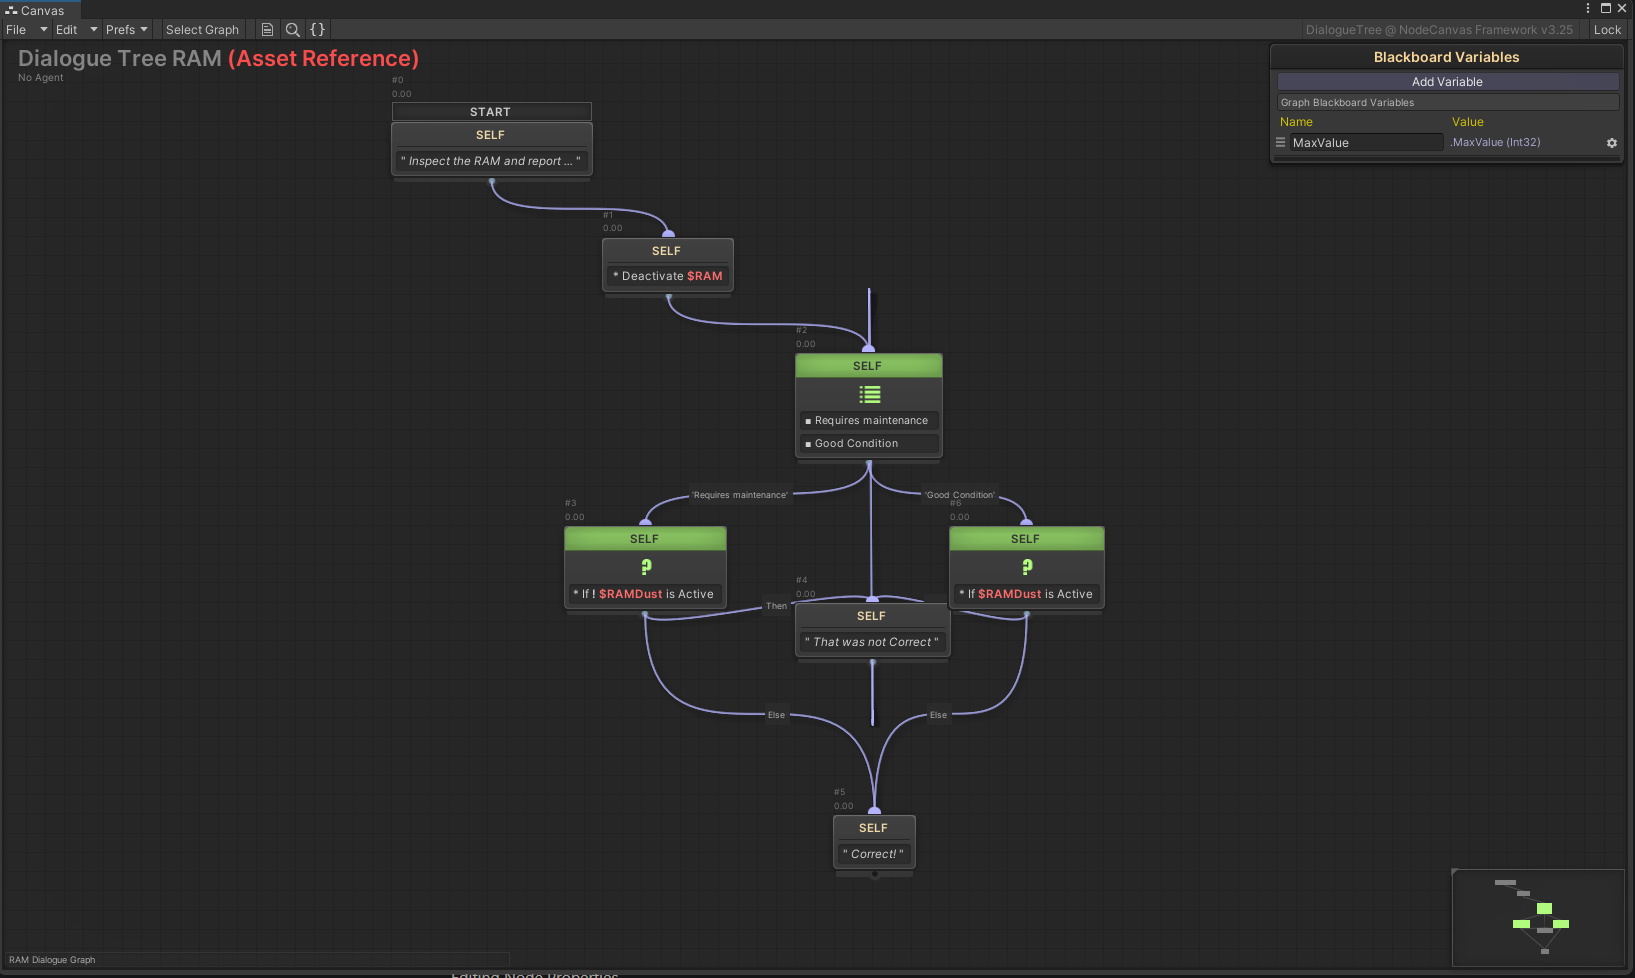 Canvas
File Edit Prefs Select Graph {} DialogueTree @ NodeCanvas Framework v3.25 Lock
Dialogue Tree RAM (Asset Reference)
No Agent
Blackboard Variables
Add Variable
Graph Blackboard Variables
Name Value
MaxValue .MaxValue (Int32)
#0
0.00
START
SELF
" Inspect the RAM and report ... "
#1
0.00
SELF
* Deactivate $RAM
#2
0.00
SELF
▪ Requires maintenance
▪ Good Condition
'Requires maintenance' 'Good Condition'
#3
0.00
SELF
?
* If ! $RAMDust is Active
#6
0.00
SELF
?
* If $RAMDust is Active
Then
#4
0.00
SELF
" That was not Correct "
Else Else
#5
0.00
SELF
" Correct! "
RAM Dialogue Graph
Editing Node Properties